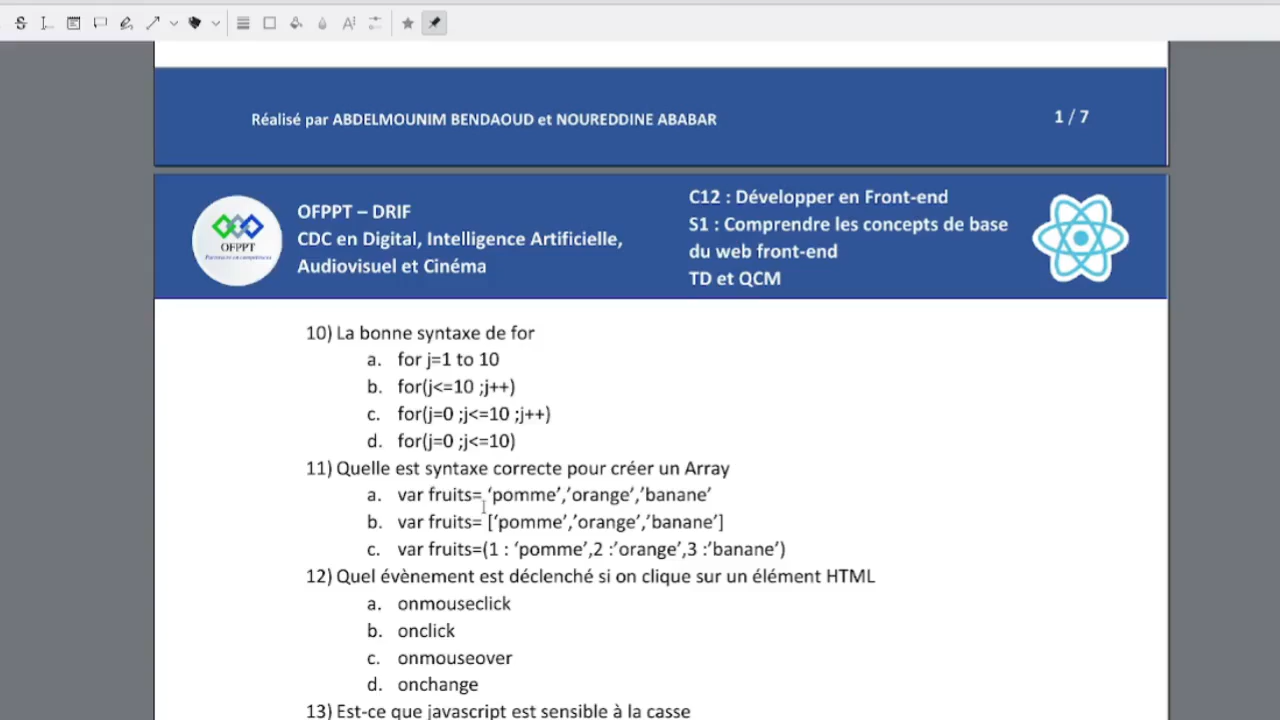 Réalisé par ABDELMOUNIM BENDAOUD et NOUREDDINE ABABAR
1 / 7
OFPPT
OFPPT – DRIF
CDC en Digital, Intelligence Artificielle,
Audiovisuel et Cinéma
C12 : Développer en Front-end
S1 : Comprendre les concepts de base
du web front-end
TD et QCM
10) La bonne syntaxe de for
a. for j=1 to 10
b. for(j<=10 ;j++)
c. for(j=0 ;j<=10 ;j++)
d. for(j=0 ;j<=10)
11) Quelle est syntaxe correcte pour créer un Array
a. var fruits= ‘pomme’,’orange’,’banane’
b. var fruits= [‘pomme’,’orange’,’banane’]
c. var fruits=(1 : ‘pomme’,2 :’orange’,3 :’banane’)
12) Quel évènement est déclenché si on clique sur un élément HTML
a. onmouseclick
b. onclick
c. onmouseover
d. onchange
13) Est-ce que javascript est sensible à la casse